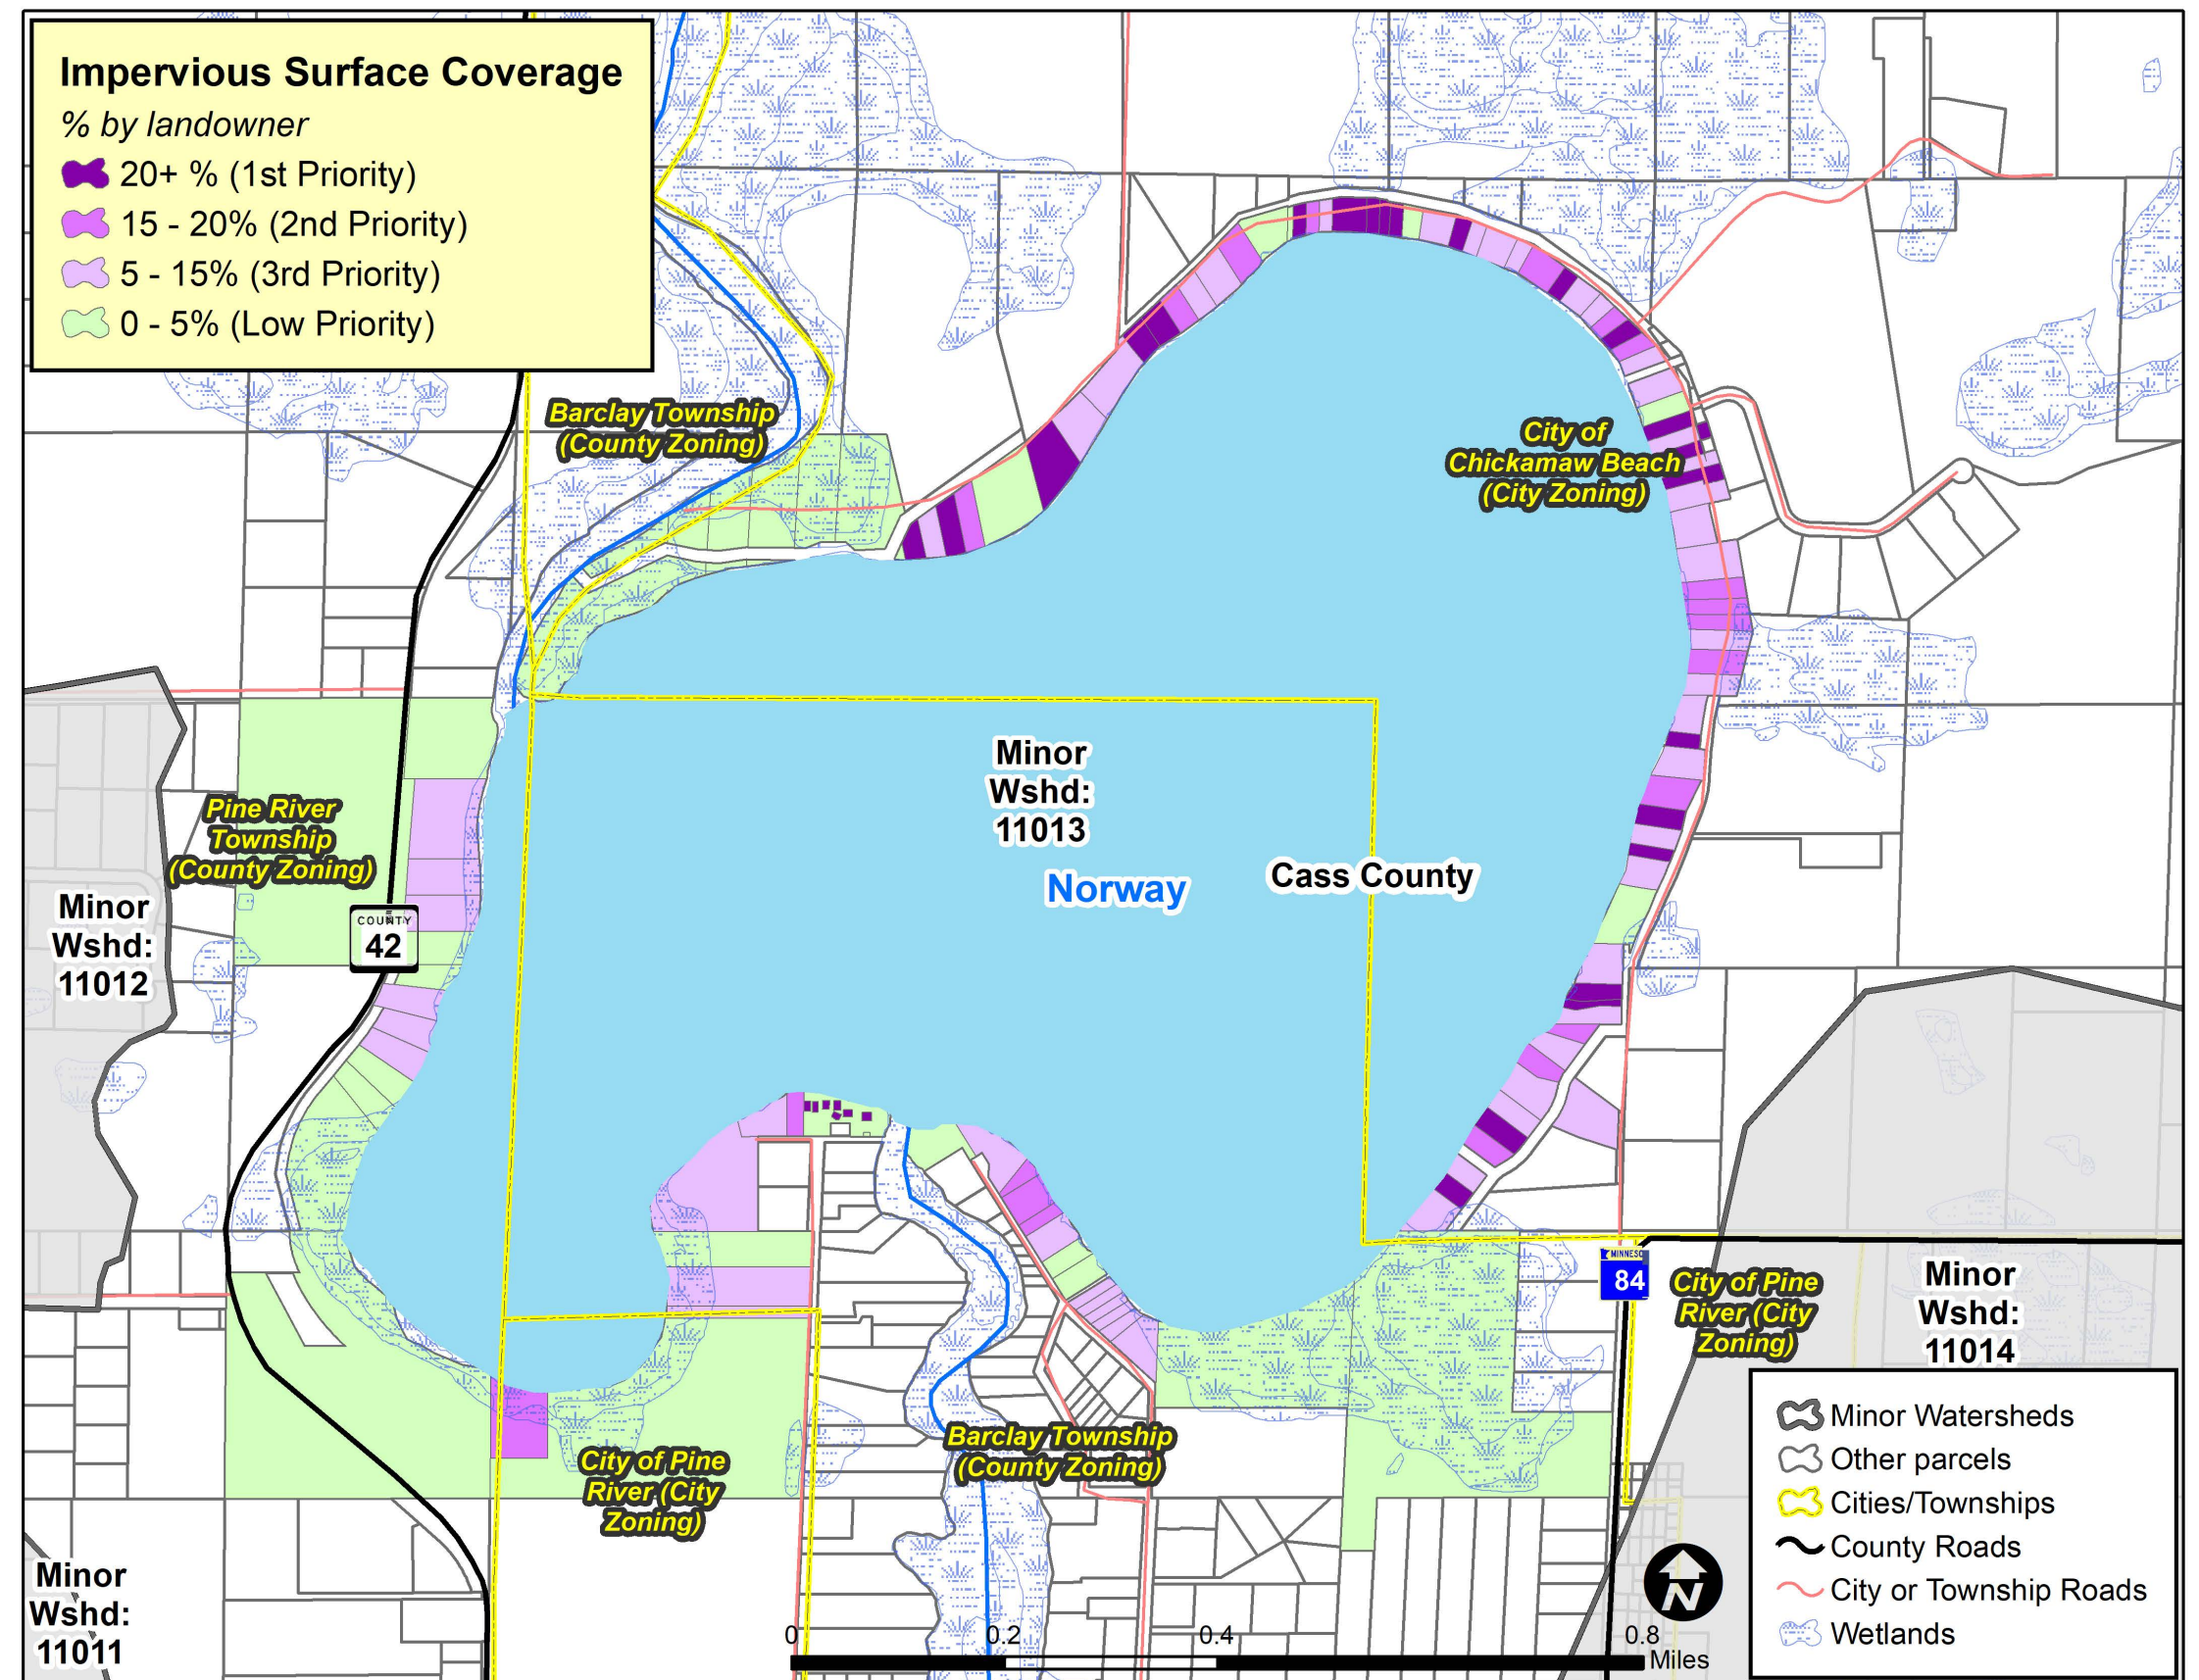 Impervious Surface Coverage
% by landowner
20+ % (1st Priority)
15 - 20% (2nd Priority)
5 - 15% (3rd Priority)
0 - 5% (Low Priority)
Barclay Township
(County Zoning)
City of
Chickamaw Beach
(City Zoning)
Minor
Wshd:
11013
Norway
Cass County
Pine River
Township
(County Zoning)
Minor
Wshd:
11012
COUNTY
42
84
City of Pine
River (City
Zoning)
Minor
Wshd:
11014
Barclay Township
(County Zoning)
City of Pine
River (City
Zoning)
Minor
Wshd:
11011
Minor Watersheds
Other parcels
Cities/Townships
County Roads
City or Township Roads
Wetlands
N
0 0.2 0.4 0.8
Miles